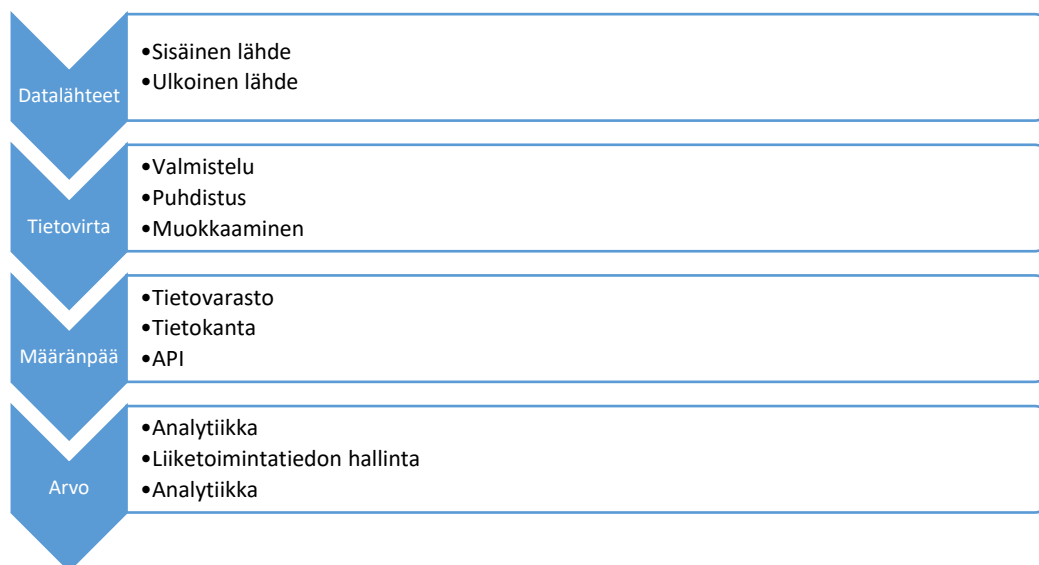 Datalähteet
•Sisäinen lähde
•Ulkoinen lähde
Tietovirta
•Valmistelu
•Puhdistus
•Muokkaaminen
Määränpää
•Tietovarasto
•Tietokanta
•API
Arvo
•Analytiikka
•Liiketoimintatiedon hallinta
•Analytiikka